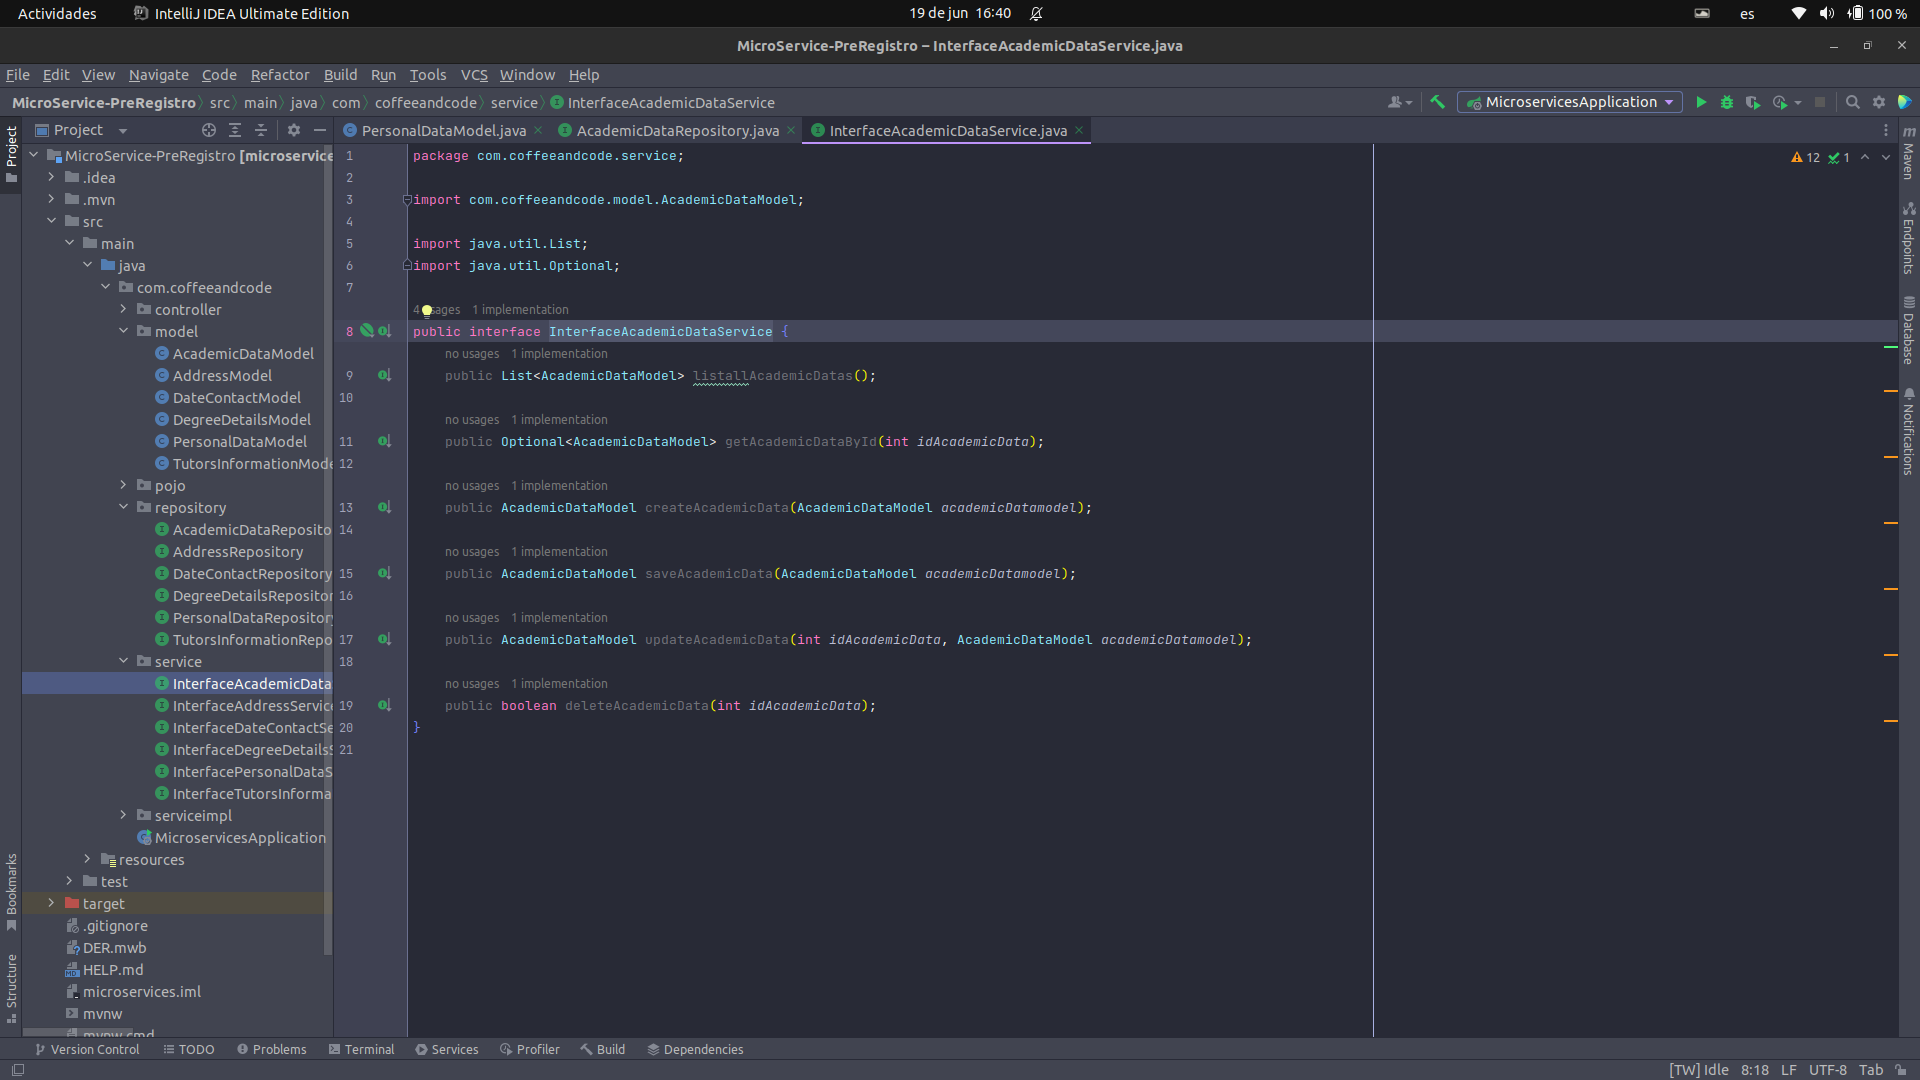 Actividades IntelliJ IDEA Ultimate Edition 19 de jun 16:40 es 100 %
MicroService-PreRegistro – InterfaceAcademicDataService.java
File Edit View Navigate Code Refactor Build Run Tools VCS Window Help
MicroService-PreRegistro src main java com coffeeandcode service InterfaceAcademicDataService MicroservicesApplication
Project PersonalDataModel.java AcademicDataRepository.java InterfaceAcademicDataService.java
Project
Bookmarks
Structure
MicroService-PreRegistro [microservice
.idea
.mvn
src
main
java
com.coffeeandcode
controller
model
AcademicDataModel
AddressModel
DateContactModel
DegreeDetailsModel
PersonalDataModel
TutorsInformationMode
pojo
repository
AcademicDataReposito
AddressRepository
DateContactRepository
DegreeDetailsRepositor
PersonalDataRepository
TutorsInformationRepo
service
InterfaceAcademicData
InterfaceAddressService
InterfaceDateContactSe
InterfaceDegreeDetailsS
InterfacePersonalDataS
InterfaceTutorsInforma
serviceimpl
MicroservicesApplication
resources
test
target
.gitignore
DER.mwb
HELP.md
microservices.iml
mvnw
mvnw.cmd
12 1
1 package com.coffeeandcode.service;
2
3 import com.coffeeandcode.model.AcademicDataModel;
4
5 import java.util.List;
6 import java.util.Optional;
7
4 usages 1 implementation
8 public interface InterfaceAcademicDataService {
no usages 1 implementation
9 public List<AcademicDataModel> listallAcademicDatas();
10
no usages 1 implementation
11 public Optional<AcademicDataModel> getAcademicDataById(int idAcademicData);
12
no usages 1 implementation
13 public AcademicDataModel createAcademicData(AcademicDataModel academicDatamodel);
14
no usages 1 implementation
15 public AcademicDataModel saveAcademicData(AcademicDataModel academicDatamodel);
16
no usages 1 implementation
17 public AcademicDataModel updateAcademicData(int idAcademicData, AcademicDataModel academicDatamodel);
18
no usages 1 implementation
19 public boolean deleteAcademicData(int idAcademicData);
20 }
21
Maven
Endpoints
Database
Notifications
Version Control TODO Problems Terminal Services Profiler Build Dependencies
[TW] Idle 8:18 LF UTF-8 Tab